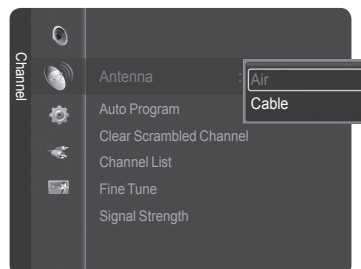 Channel
Antenna : Air
Cable
Auto Program
Clear Scrambled Channel
Channel List
Fine Tune
Signal Strength